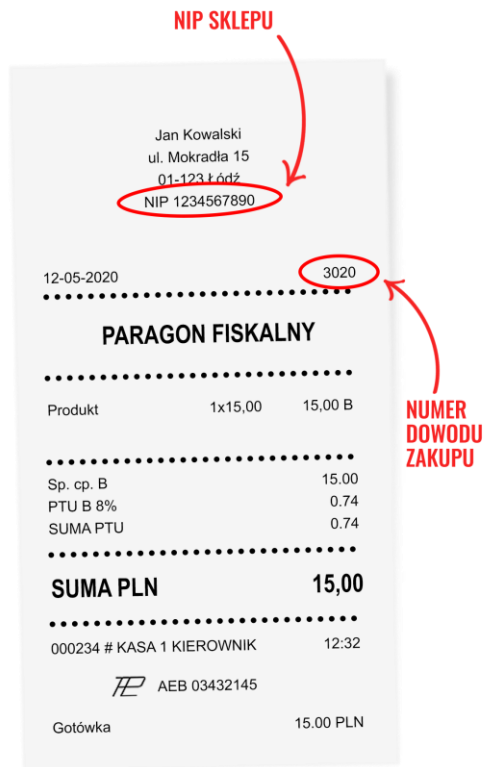 NIP SKLEPU
Jan Kowalski
ul. Mokradła 15
01-123 Łódź
NIP 1234567890
12-05-2020 3020
PARAGON FISKALNY
Produkt 1x15,00 15,00 B
NUMER
DOWODU
ZAKUPU
Sp. cp. B 15.00
PTU B 8% 0.74
SUMA PTU 0.74
SUMA PLN 15,00
000234 # KASA 1 KIEROWNIK 12:32
AEB 03432145
Gotówka 15.00 PLN